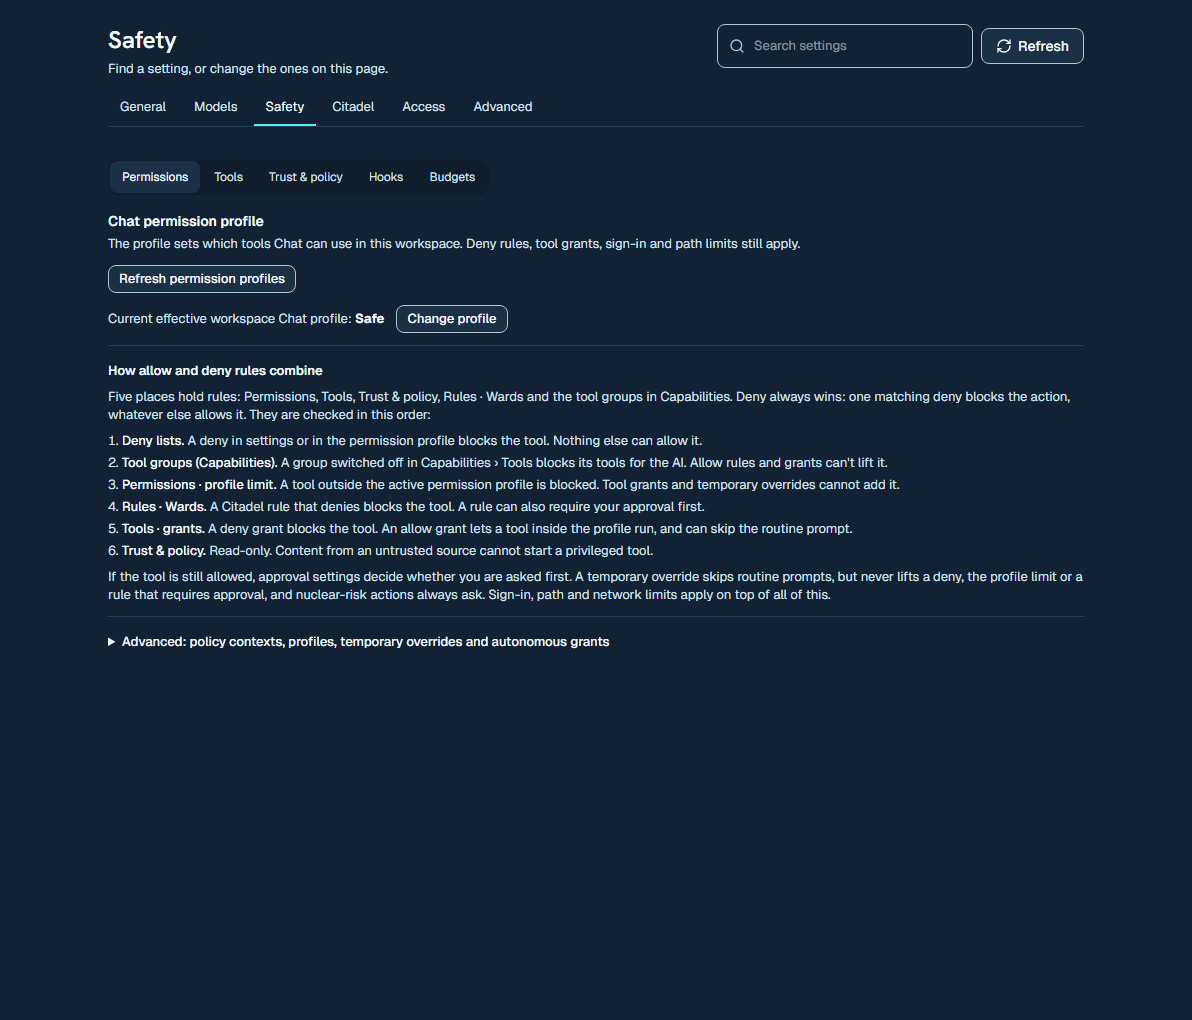 Safety
Find a setting, or change the ones on this page.
Search settings
Refresh
General
Models
Safety
Citadel
Access
Advanced
Permissions
Tools
Trust & policy
Hooks
Budgets
Chat permission profile
The profile sets which tools Chat can use in this workspace. Deny rules, tool grants, sign-in and path limits still apply.
Refresh permission profiles
Current effective workspace Chat profile: Safe
Change profile
How allow and deny rules combine
Five places hold rules: Permissions, Tools, Trust & policy, Rules · Wards and the tool groups in Capabilities. Deny always wins: one matching deny blocks the action,
whatever else allows it. They are checked in this order:
1. Deny lists. A deny in settings or in the permission profile blocks the tool. Nothing else can allow it.
2. Tool groups (Capabilities). A group switched off in Capabilities › Tools blocks its tools for the AI. Allow rules and grants can't lift it.
3. Permissions · profile limit. A tool outside the active permission profile is blocked. Tool grants and temporary overrides cannot add it.
4. Rules · Wards. A Citadel rule that denies blocks the tool. A rule can also require your approval first.
5. Tools · grants. A deny grant blocks the tool. An allow grant lets a tool inside the profile run, and can skip the routine prompt.
6. Trust & policy. Read-only. Content from an untrusted source cannot start a privileged tool.
If the tool is still allowed, approval settings decide whether you are asked first. A temporary override skips routine prompts, but never lifts a deny, the profile limit or a
rule that requires approval, and nuclear-risk actions always ask. Sign-in, path and network limits apply on top of all of this.
Advanced: policy contexts, profiles, temporary overrides and autonomous grants